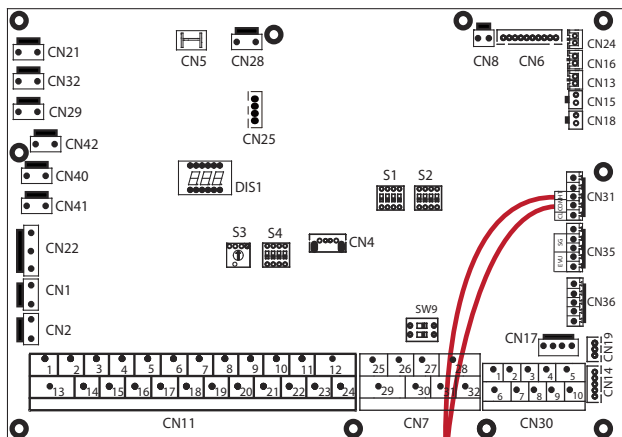 CN21
CN5
CN28
CN8
CN6
CN24
CN32
CN16
CN13
CN29
CN15
CN18
CN25
CN42
CN40
DIS1
S1
S2
CN41
CN31
S3
S4
CN4
CN22
SG
EVU
CN35
CN1
CN36
SW9
CN2
CN17
CN19
1 2 3 4 5 6 7 8 9 10 11 12
25 26 27 28
13 14 15 16 17 18 19 20 21 22 23 24
29 30 31 32
1 2 3 4 5
6 7 8 9 10
CN14
CN11
CN7
CN30